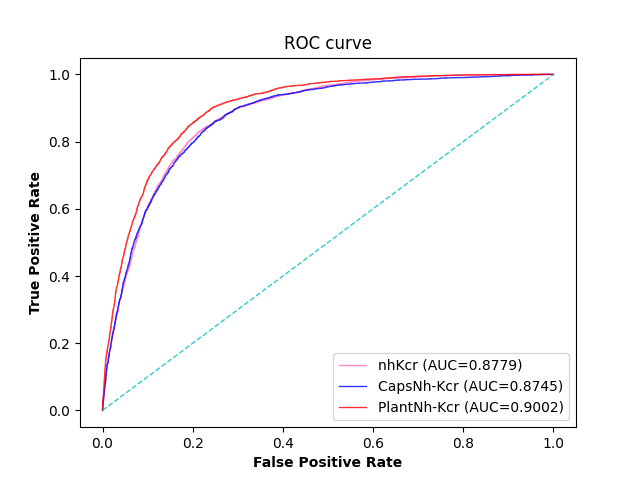 ROC curve
True Positive Rate
1.0
0.8
0.6
0.4
0.2
0.0
nhKcr (AUC=0.8779)
CapsNh-Kcr (AUC=0.8745)
PlantNh-Kcr (AUC=0.9002)
0.0 0.2 0.4 0.6 0.8 1.0
False Positive Rate